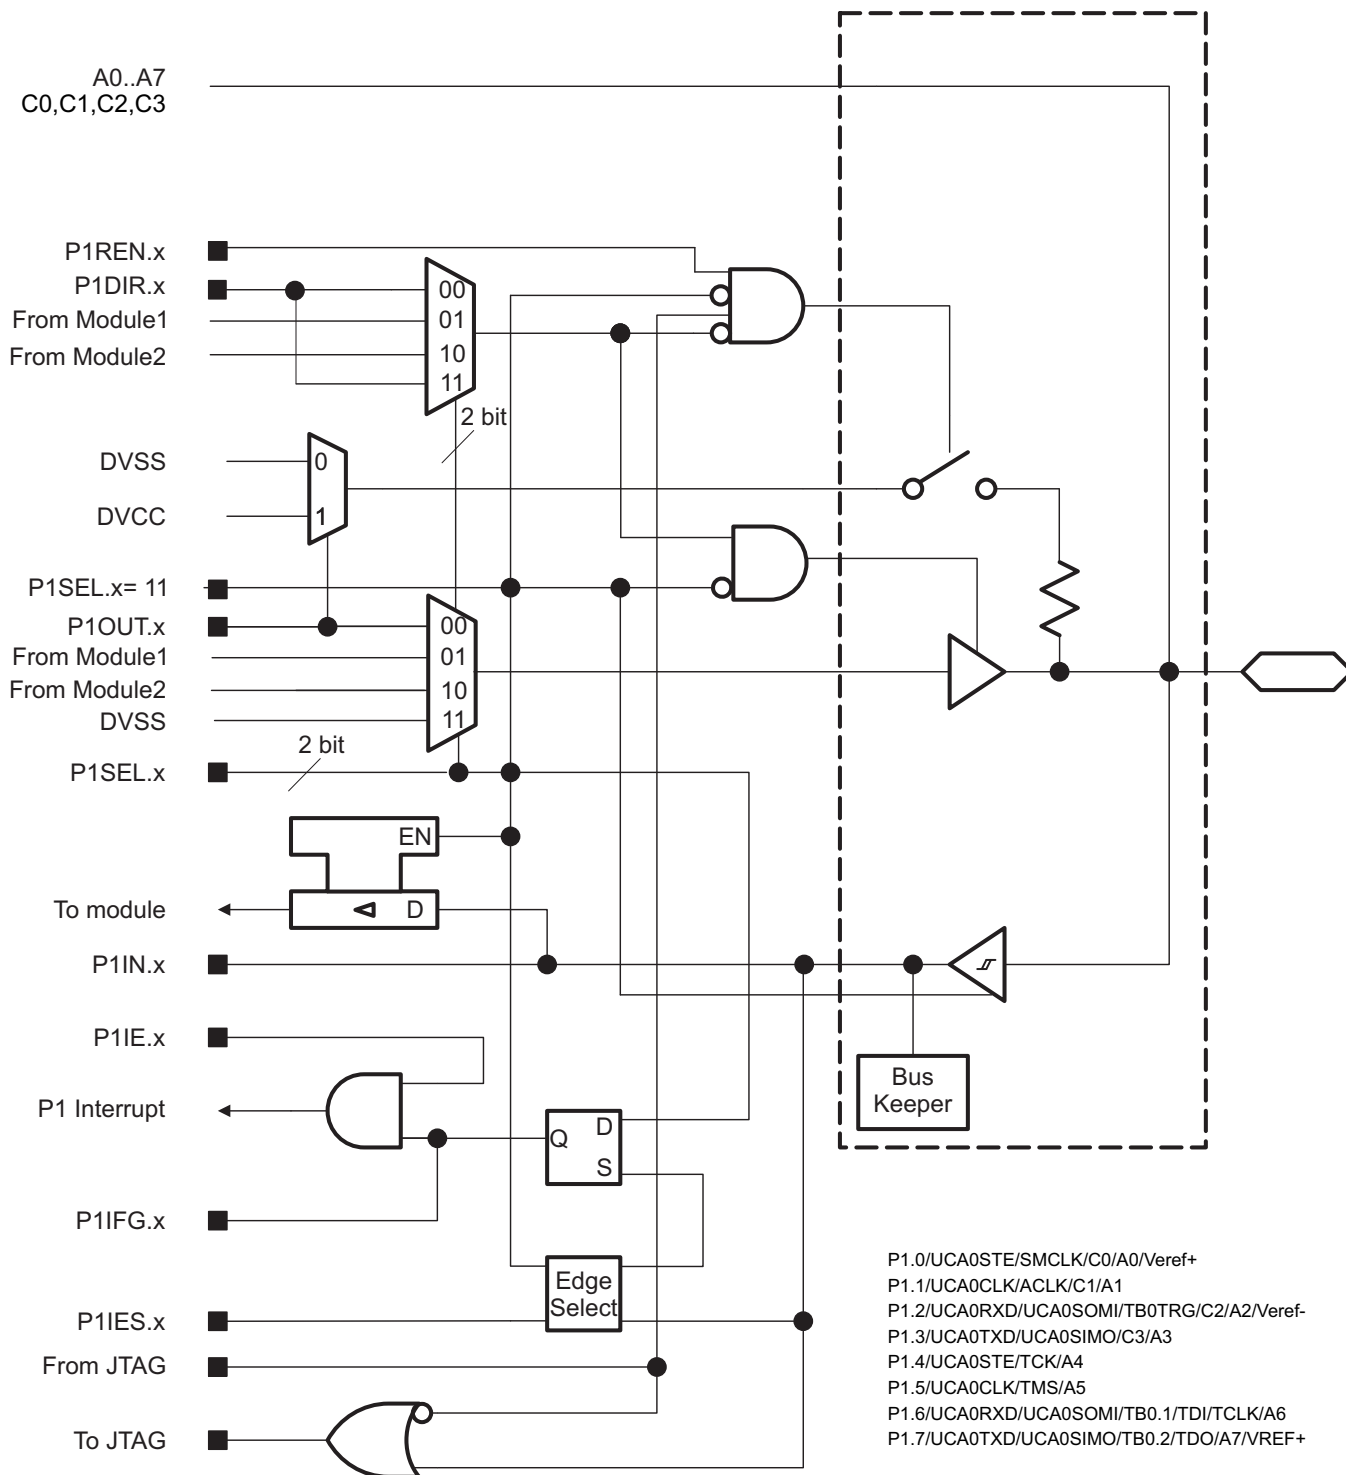 A0..A7
C0,C1,C2,C3
P1REN.x
P1DIR.x
From Module1
From Module2
00
01
10
11
2 bit
DVSS
DVCC
0
1
P1SEL.x= 11
P1OUT.x
From Module1
From Module2
DVSS
00
01
10
11
P1SEL.x
2 bit
EN
To module
D
P1IN.x
P1IE.x
Bus
Keeper
P1 Interrupt
Q
D
S
P1IFG.x
Edge
Select
P1IES.x
From JTAG
To JTAG
P1.0/UCA0STE/SMCLK/C0/A0/Veref+
P1.1/UCA0CLK/ACLK/C1/A1
P1.2/UCA0RXD/UCA0SOMI/TB0TRG/C2/A2/Veref-
P1.3/UCA0TXD/UCA0SIMO/C3/A3
P1.4/UCA0STE/TCK/A4
P1.5/UCA0CLK/TMS/A5
P1.6/UCA0RXD/UCA0SOMI/TB0.1/TDI/TCLK/A6
P1.7/UCA0TXD/UCA0SIMO/TB0.2/TDO/A7/VREF+